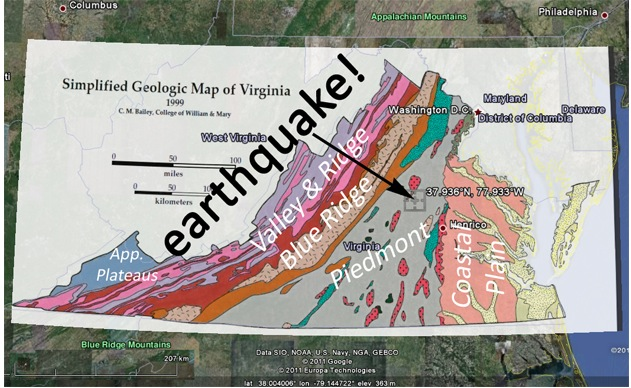 Columbus
Appalachian Mountains
Philadelphia
ti
Simplified Geologic Map of Virginia
1999
C. M. Bailey, College of William & Mary
earthquake!
Washington D.C.
Maryland
District of Columbia
Delaware
West Virginia
0 50 100
miles
0 50 100
kilometers
Valley & Ridge
Blue Ridge
37.936°N, 77.933°W
Henrico
Virginia
Piedmont
Coastal
Plain
App.
Plateaus
Blue Ridge Mountains
207 km
Data SIO, NOAA, U.S. Navy, NGA, GEBCO
© 2011 Google
© 2011 Europa Technologies
©201
lat 38.004006° lon -79.144722° elev 363 m